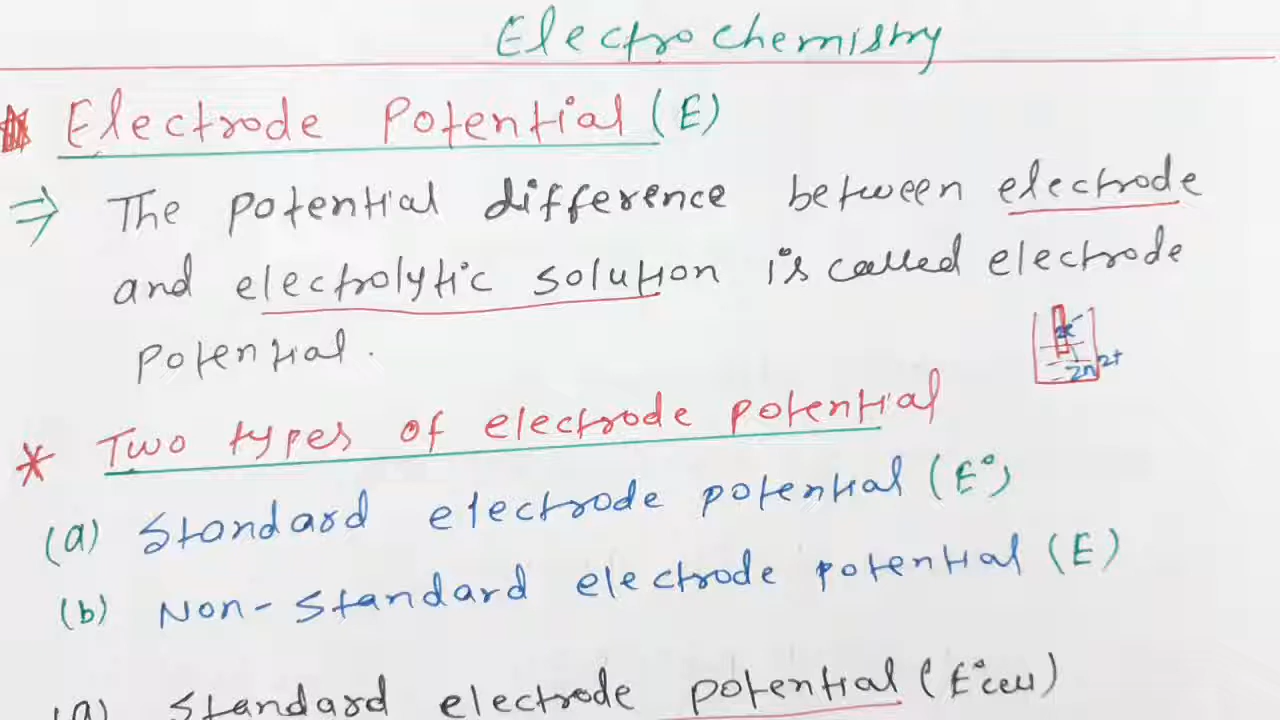 Electrochemistry
Electrode Potential (E)
⇒ The potential difference between electrode
and electrolytic solution is called electrode
potential.
Zn²⁺
* Two types of electrode potential
(a) Standard electrode potential (E°)
(b) Non-Standard electrode potential (E)
(a) Standard electrode potential (E°cell)